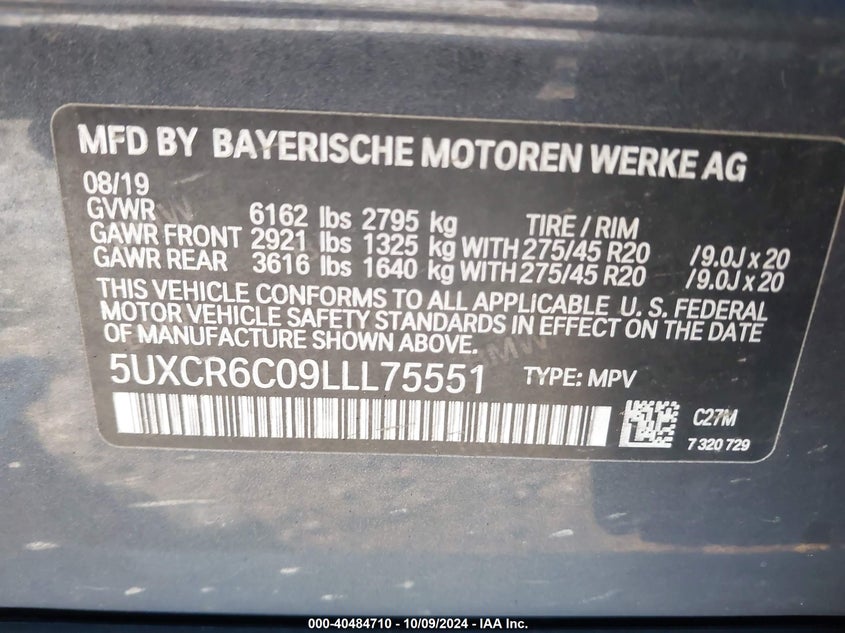 MFD BY BAYERISCHE MOTOREN WERKE AG
08/19
GVWR 6162 lbs 2795 kg TIRE / RIM
GAWR FRONT 2921 lbs 1325 kg WITH 275/45 R20 /9.0J x 20
GAWR REAR 3616 lbs 1640 kg WITH 275/45 R20 /9.0J x 20
THIS VEHICLE CONFORMS TO ALL APPLICABLE U. S. FEDERAL
MOTOR VEHICLE SAFETY STANDARDS IN EFFECT ON THE DATE
OF MANUFACTURE SHOWN ABOVE.
5UXCR6C09LLL75551 TYPE: MPV
C27M
7 320 729
000-40484710 - 10/09/2024 - IAA Inc.